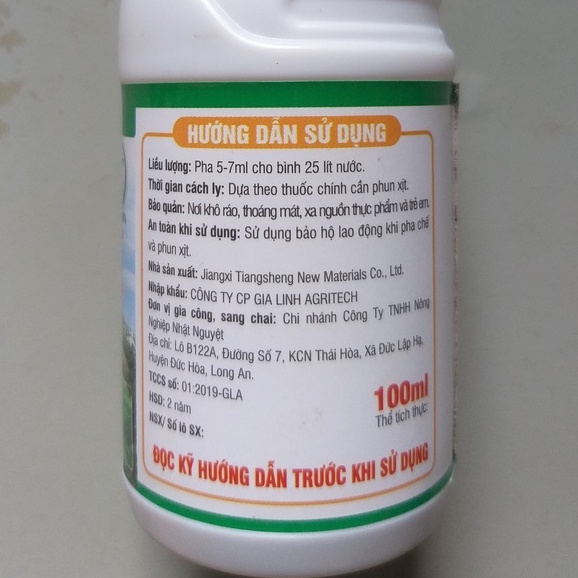 HƯỚNG DẪN SỬ DỤNG
Liều lượng: Pha 5-7ml cho bình 25 lít nước.
Thời gian cách ly: Dựa theo thuốc chính cần phun xịt.
Bảo quản: Nơi khô ráo, thoáng mát, xa nguồn thực phẩm và trẻ em.
An toàn khi sử dụng: Sử dụng bảo hộ lao động khi pha chế
và phun xịt.
Nhà sản xuất: Jiangxi Tiangsheng New Materials Co., Ltd.
Nhập khẩu: CÔNG TY CP GIA LINH AGRITECH
Đơn vị gia công, sang chai: Chi nhánh Công Ty TNHH Nông
Nghiệp Nhật Nguyệt
Địa chỉ: Lô B122A, Đường Số 7, KCN Thái Hòa, Xã Đức Lập Hạ,
Huyện Đức Hòa, Long An.
TCCS số: 01:2019-GLA
HSD: 2 năm
NSX/ Số lô SX:
100ml
Thể tích thực:
ĐỌC KỸ HƯỚNG DẪN TRƯỚC KHI SỬ DỤNG